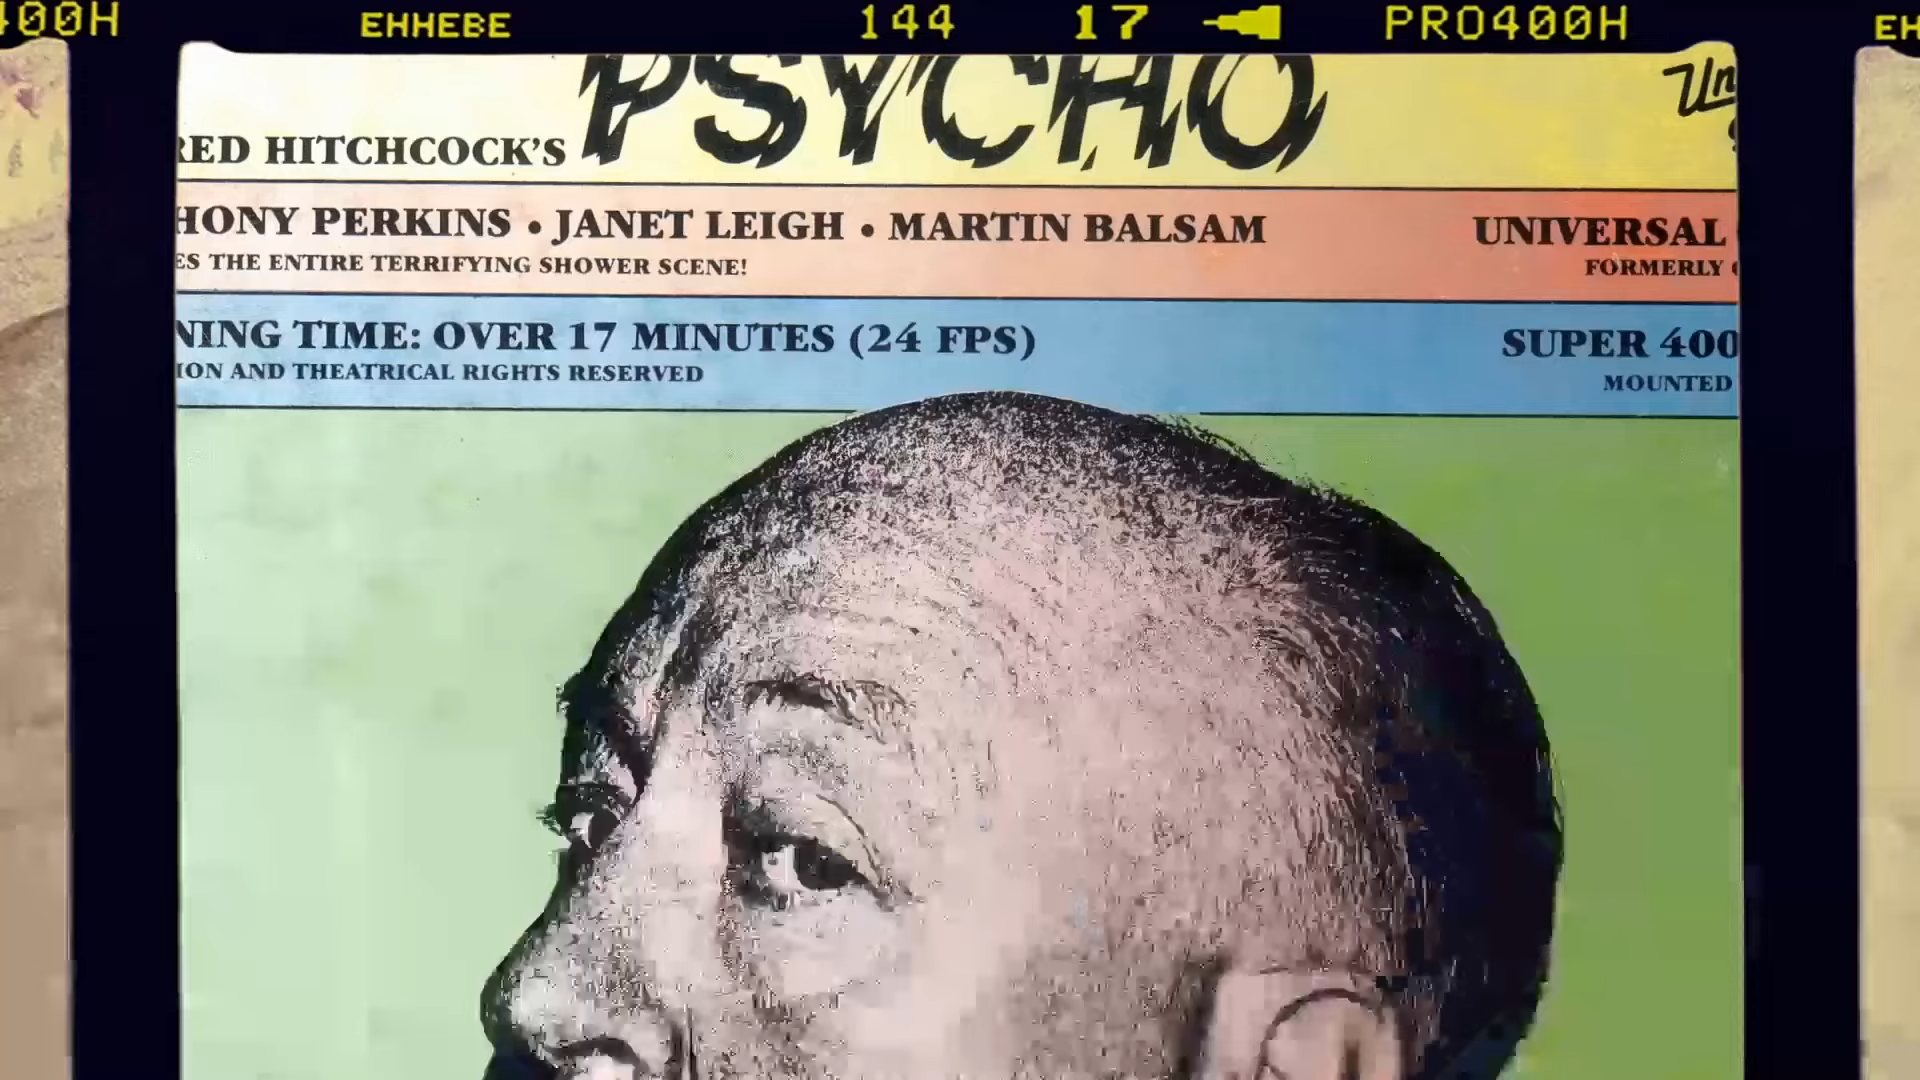 400H EHHEBE 144 17 PRO400H EH
PSYCHO
Un
RED HITCHCOCK'S
HONY PERKINS • JANET LEIGH • MARTIN BALSAM
UNIVERSAL
ES THE ENTIRE TERRIFYING SHOWER SCENE!
FORMERLY
NING TIME: OVER 17 MINUTES (24 FPS)
SUPER 400
ION AND THEATRICAL RIGHTS RESERVED
MOUNTED